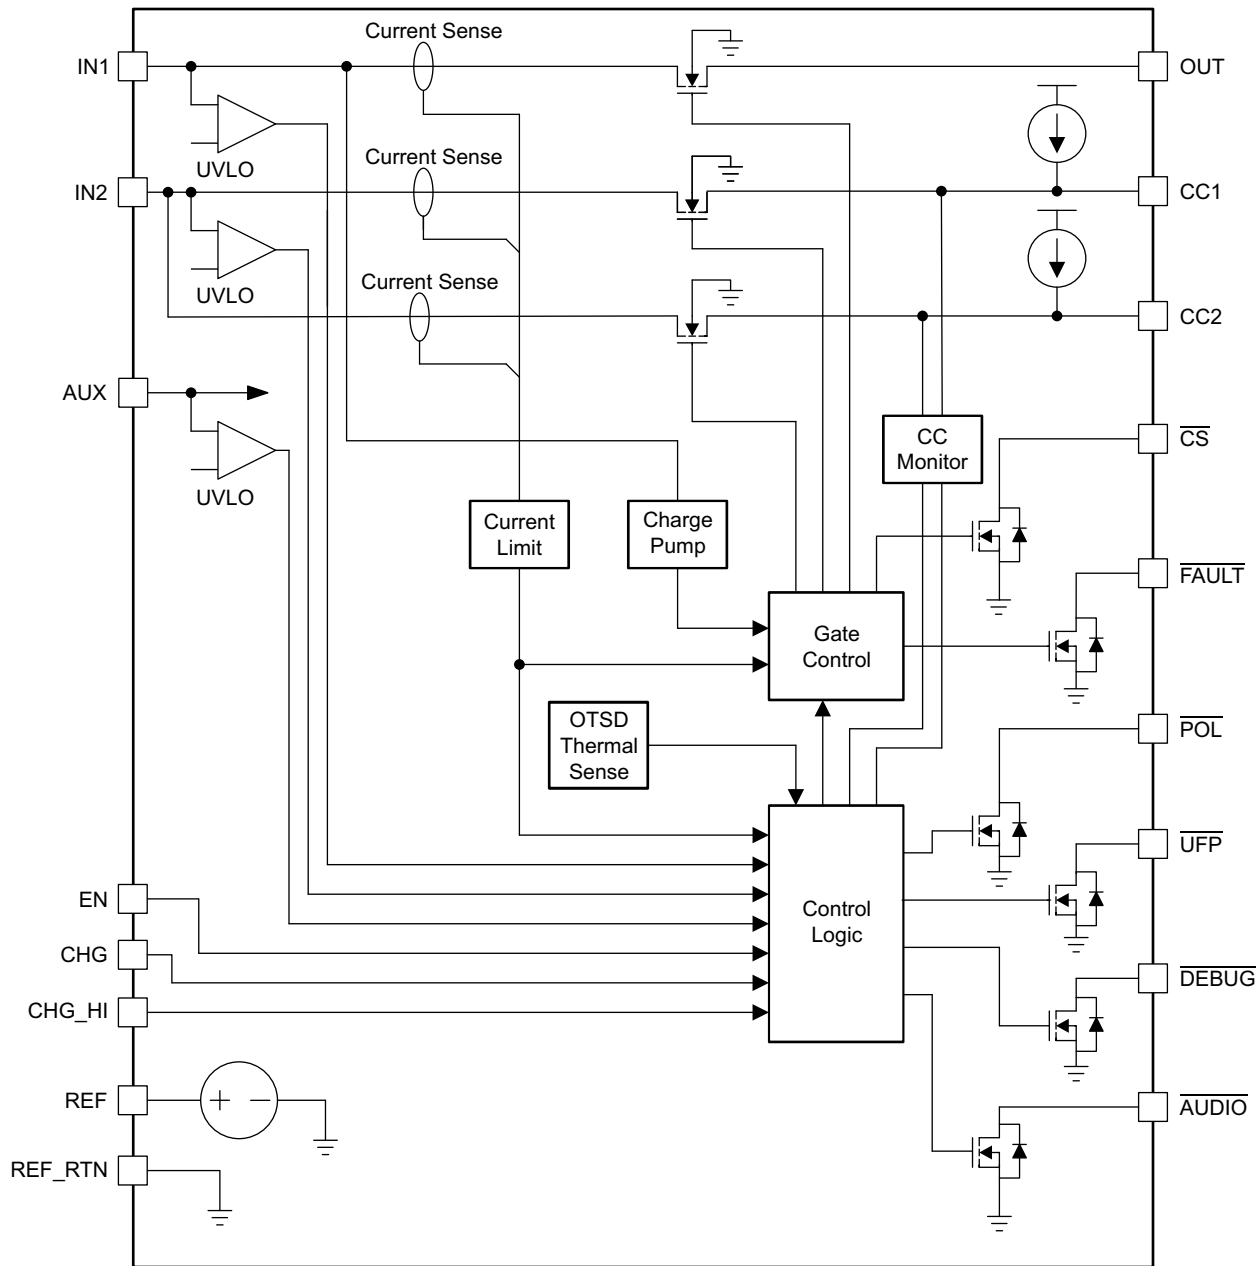 Current Sense
IN1
OUT
UVLO
Current Sense
IN2
CC1
UVLO
Current Sense
CC2
AUX
UVLO
CC
Monitor
CS
Current
Limit
Charge
Pump
FAULT
Gate
Control
OTSD
Thermal
Sense
POL
UFP
EN
Control
Logic
CHG
DEBUG
CHG_HI
REF
+ −
AUDIO
REF_RTN